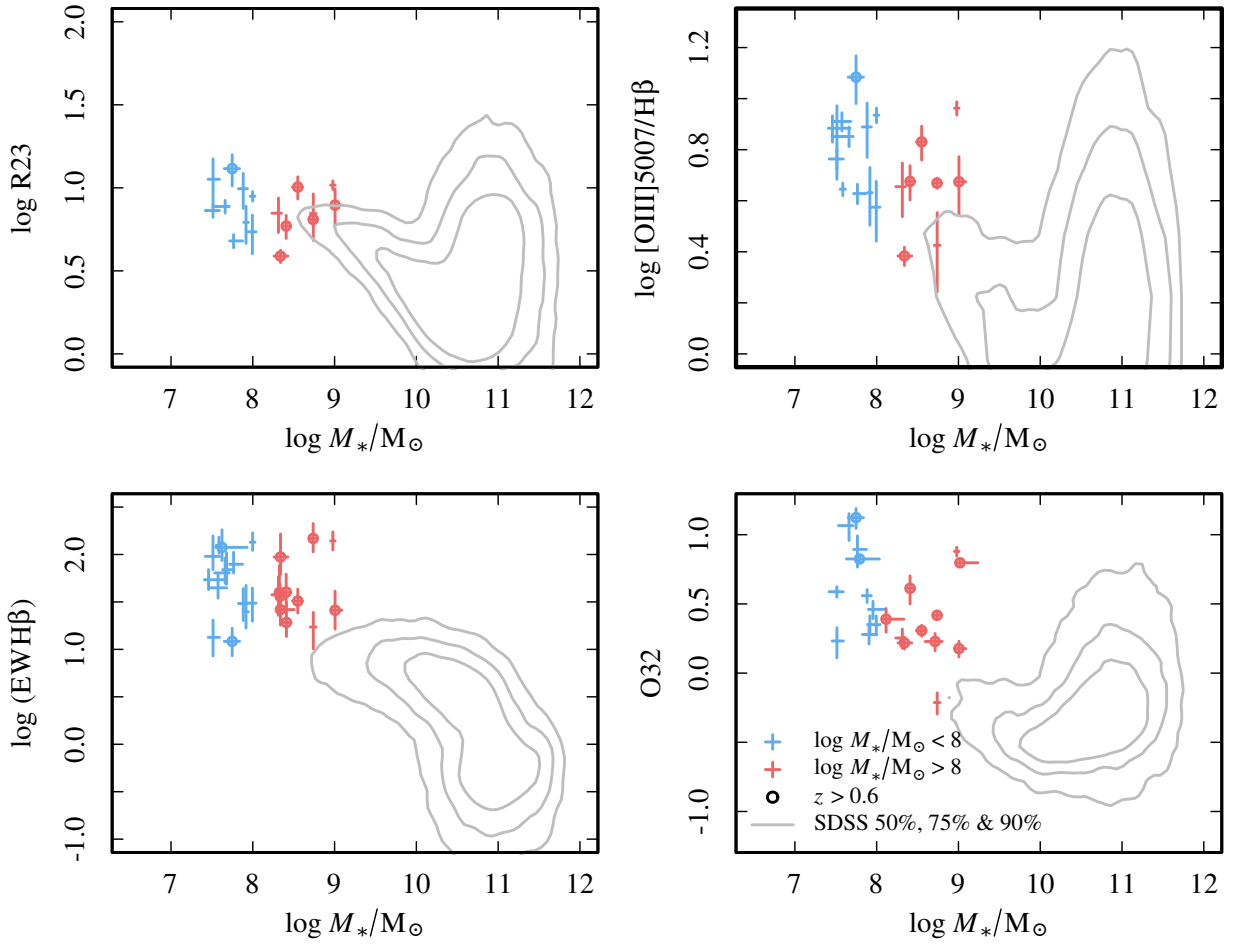 log R23
2.0
1.5
1.0
0.5
0.0
7 8 9 10 11 12
log M*/M⊙
log [OIII]5007/Hβ
1.2
0.8
0.4
0.0
7 8 9 10 11 12
log M*/M⊙
log (EWHβ)
2.0
1.0
0.0
-1.0
7 8 9 10 11 12
log M*/M⊙
O32
1.0
0.5
0.0
-1.0
log M*/M⊙ < 8
log M*/M⊙ > 8
z > 0.6
SDSS 50%, 75% & 90%
7 8 9 10 11 12
log M*/M⊙